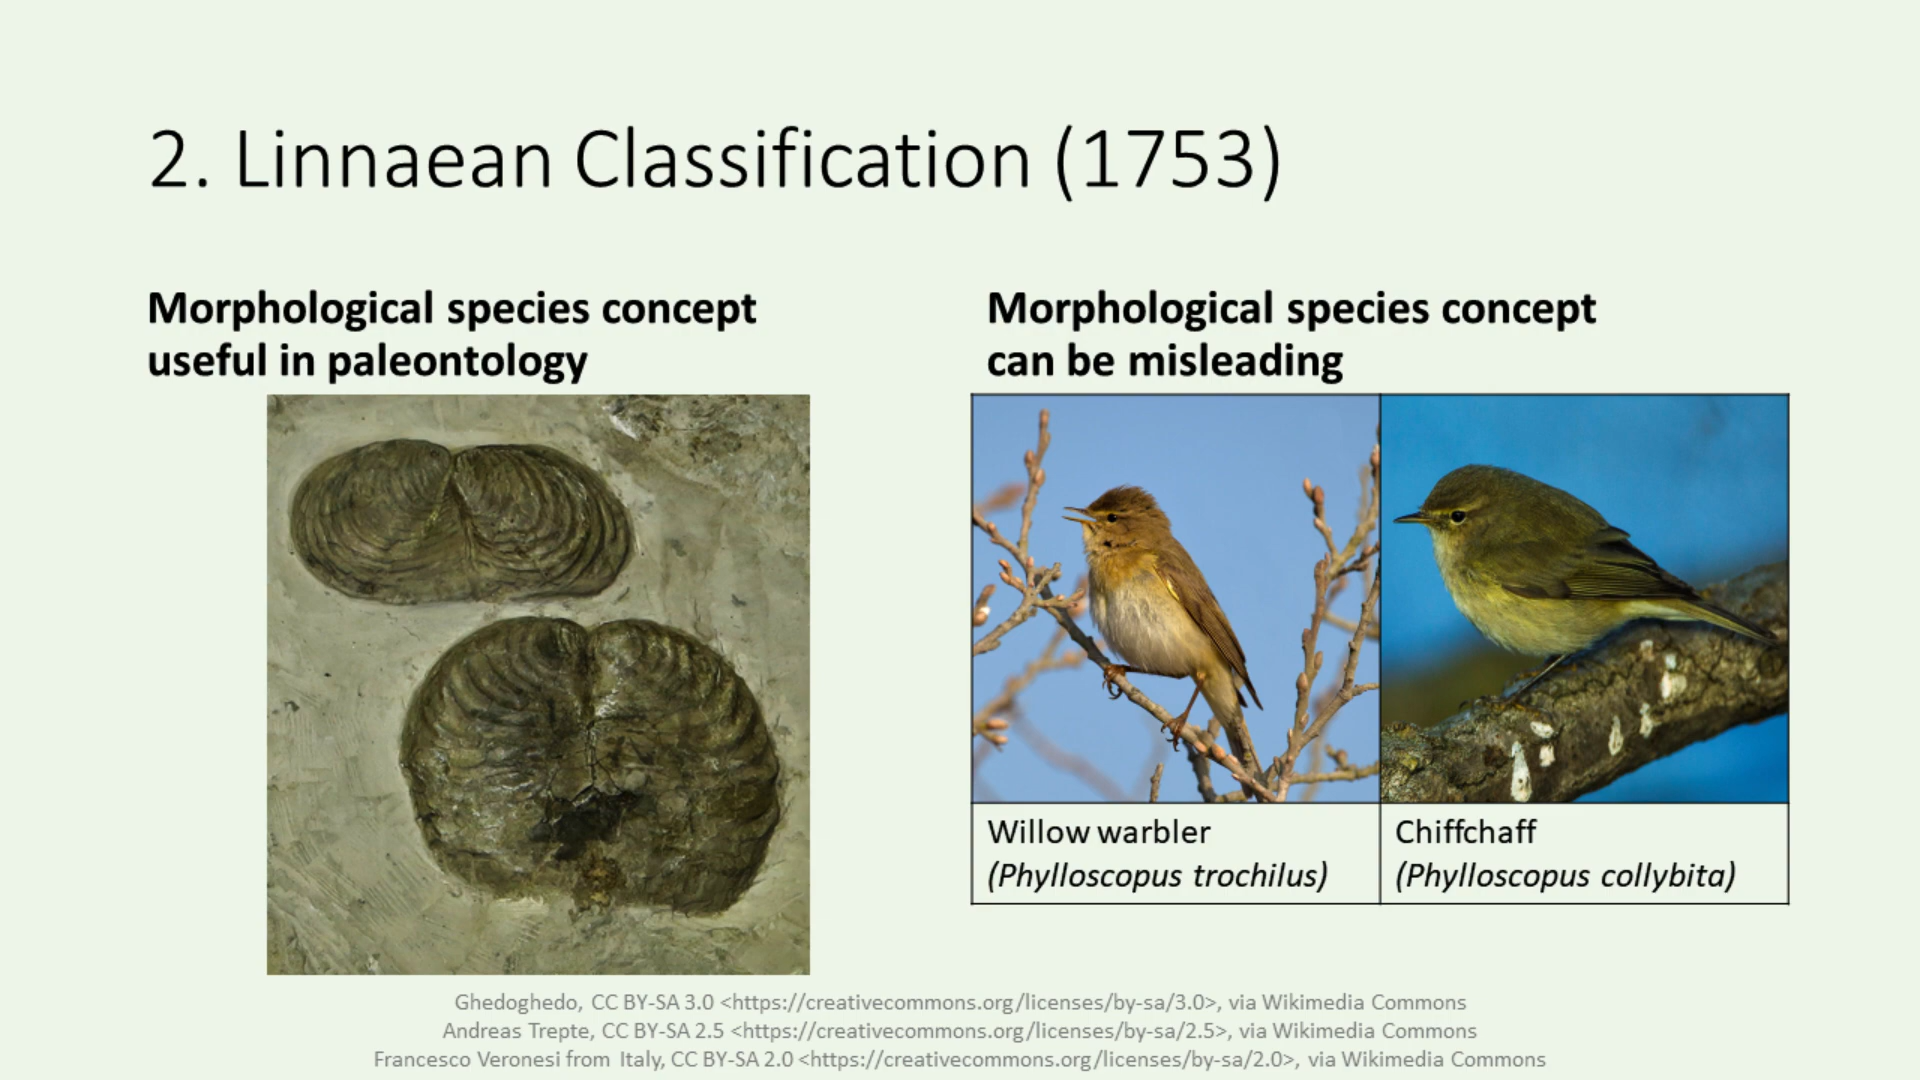 2. Linnaean Classification (1753)
Morphological species concept
useful in paleontology
Morphological species concept
can be misleading
Willow warbler
(Phylloscopus trochilus)
Chiffchaff
(Phylloscopus collybita)
Ghedoghedo, CC BY-SA 3.0 <https://creativecommons.org/licenses/by-sa/3.0>, via Wikimedia Commons
Andreas Trepte, CC BY-SA 2.5 <https://creativecommons.org/licenses/by-sa/2.5>, via Wikimedia Commons
Francesco Veronesi from Italy, CC BY-SA 2.0 <https://creativecommons.org/licenses/by-sa/2.0>, via Wikimedia Commons